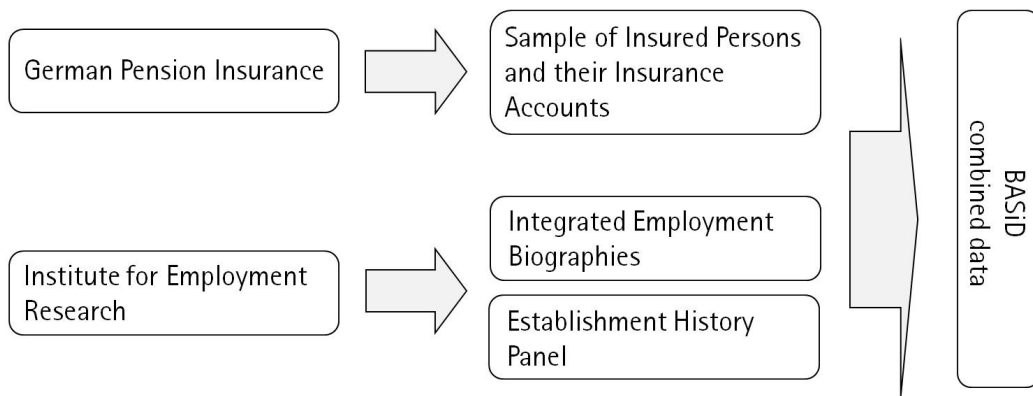 German Pension Insurance
Sample of Insured Persons
and their Insurance
Accounts
Institute for Employment
Research
Integrated Employment
Biographies
Establishment History
Panel
BASiD
combined data